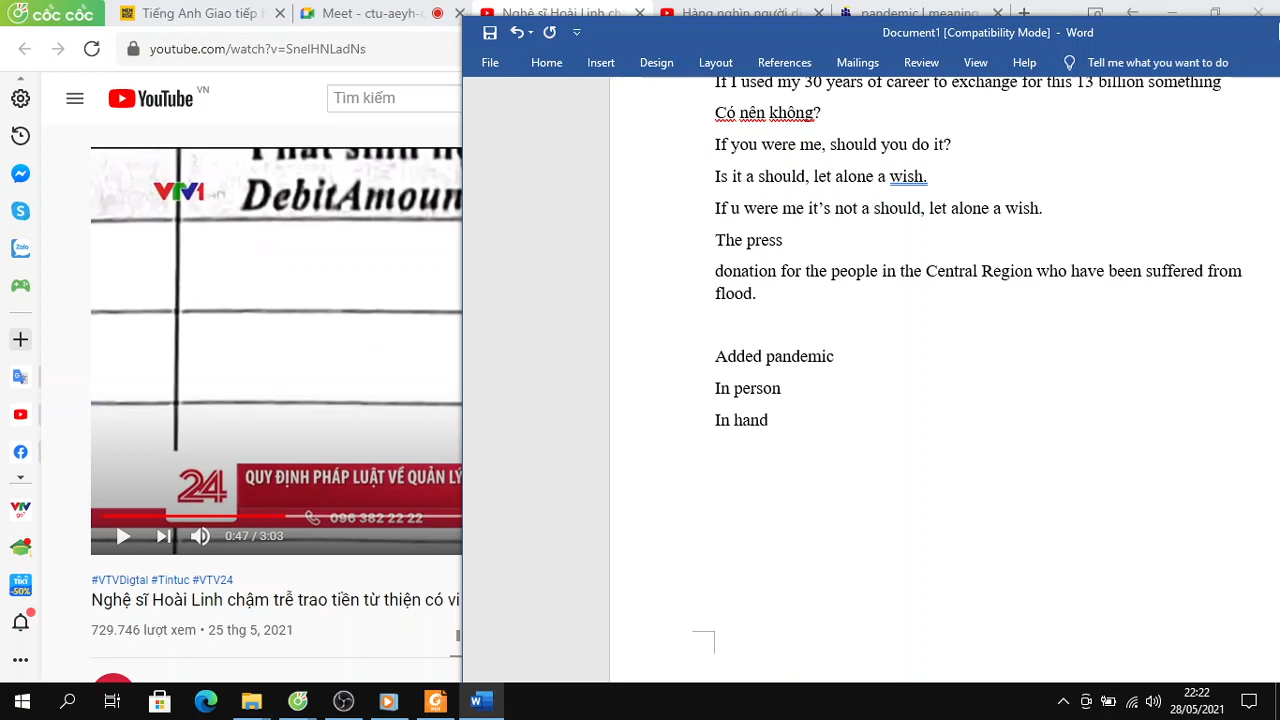 Tiếng Anh Giao tiếp
Meet - ctu-aeyh-
Nghệ sĩ Hoài Linh ch
Hàng ngàn người d
pandemic | meaning
youtube.com/watch?v=SnelHNLadNs
YouTube VN
Tìm kiếm
VTV1
DebitAmoun
24
QUY ĐỊNH PHÁP LUẬT VỀ QUẢN LÝ
096 382 22 22
0:47 / 3:03
#VTVDigtal #Tintuc #VTV24
Nghệ sĩ Hoài Linh chậm trễ trao tiền từ thiện có vi
729.746 lượt xem • 25 thg 5, 2021
Document1 [Compatibility Mode] - Word
File Home Insert Design Layout References Mailings Review View Help Tell me what you want to do
If I used my 30 years of career to exchange for this 13 billion something
Có nên không?
If you were me, should you do it?
Is it a should, let alone a wish.
If u were me it’s not a should, let alone a wish.
The press
donation for the people in the Central Region who have been suffered from
flood.
Added pandemic
In person
In hand
Zalo
VTV
go
TIKI
-50%
22:22
28/05/2021